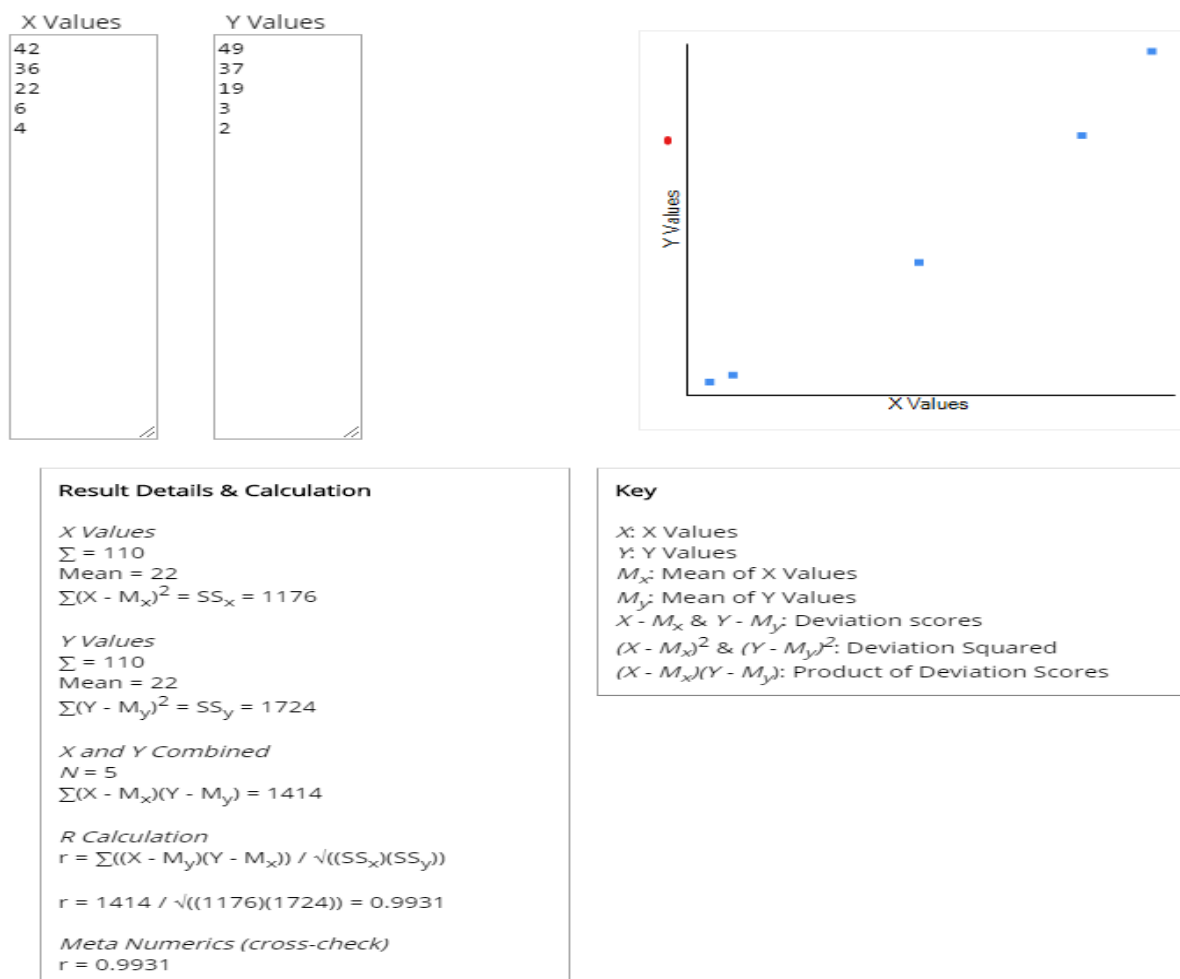 X Values
42
36
22
6
4
Y Values
49
37
19
3
2
Y Values
X Values
Result Details & Calculation
X Values
∑ = 110
Mean = 22
∑(X - Mx)² = SSx = 1176
Y Values
∑ = 110
Mean = 22
∑(Y - My)² = SSy = 1724
X and Y Combined
N = 5
∑(X - Mx)(Y - My) = 1414
R Calculation
r = ∑((X - My)(Y - Mx)) / √((SSx)(SSy))
r = 1414 / √((1176)(1724)) = 0.9931
Meta Numerics (cross-check)
r = 0.9931
Key
X: X Values
Y: Y Values
Mx: Mean of X Values
My: Mean of Y Values
X - Mx & Y - My: Deviation scores
(X - Mx)² & (Y - My)²: Deviation Squared
(X - Mx)(Y - My): Product of Deviation Scores